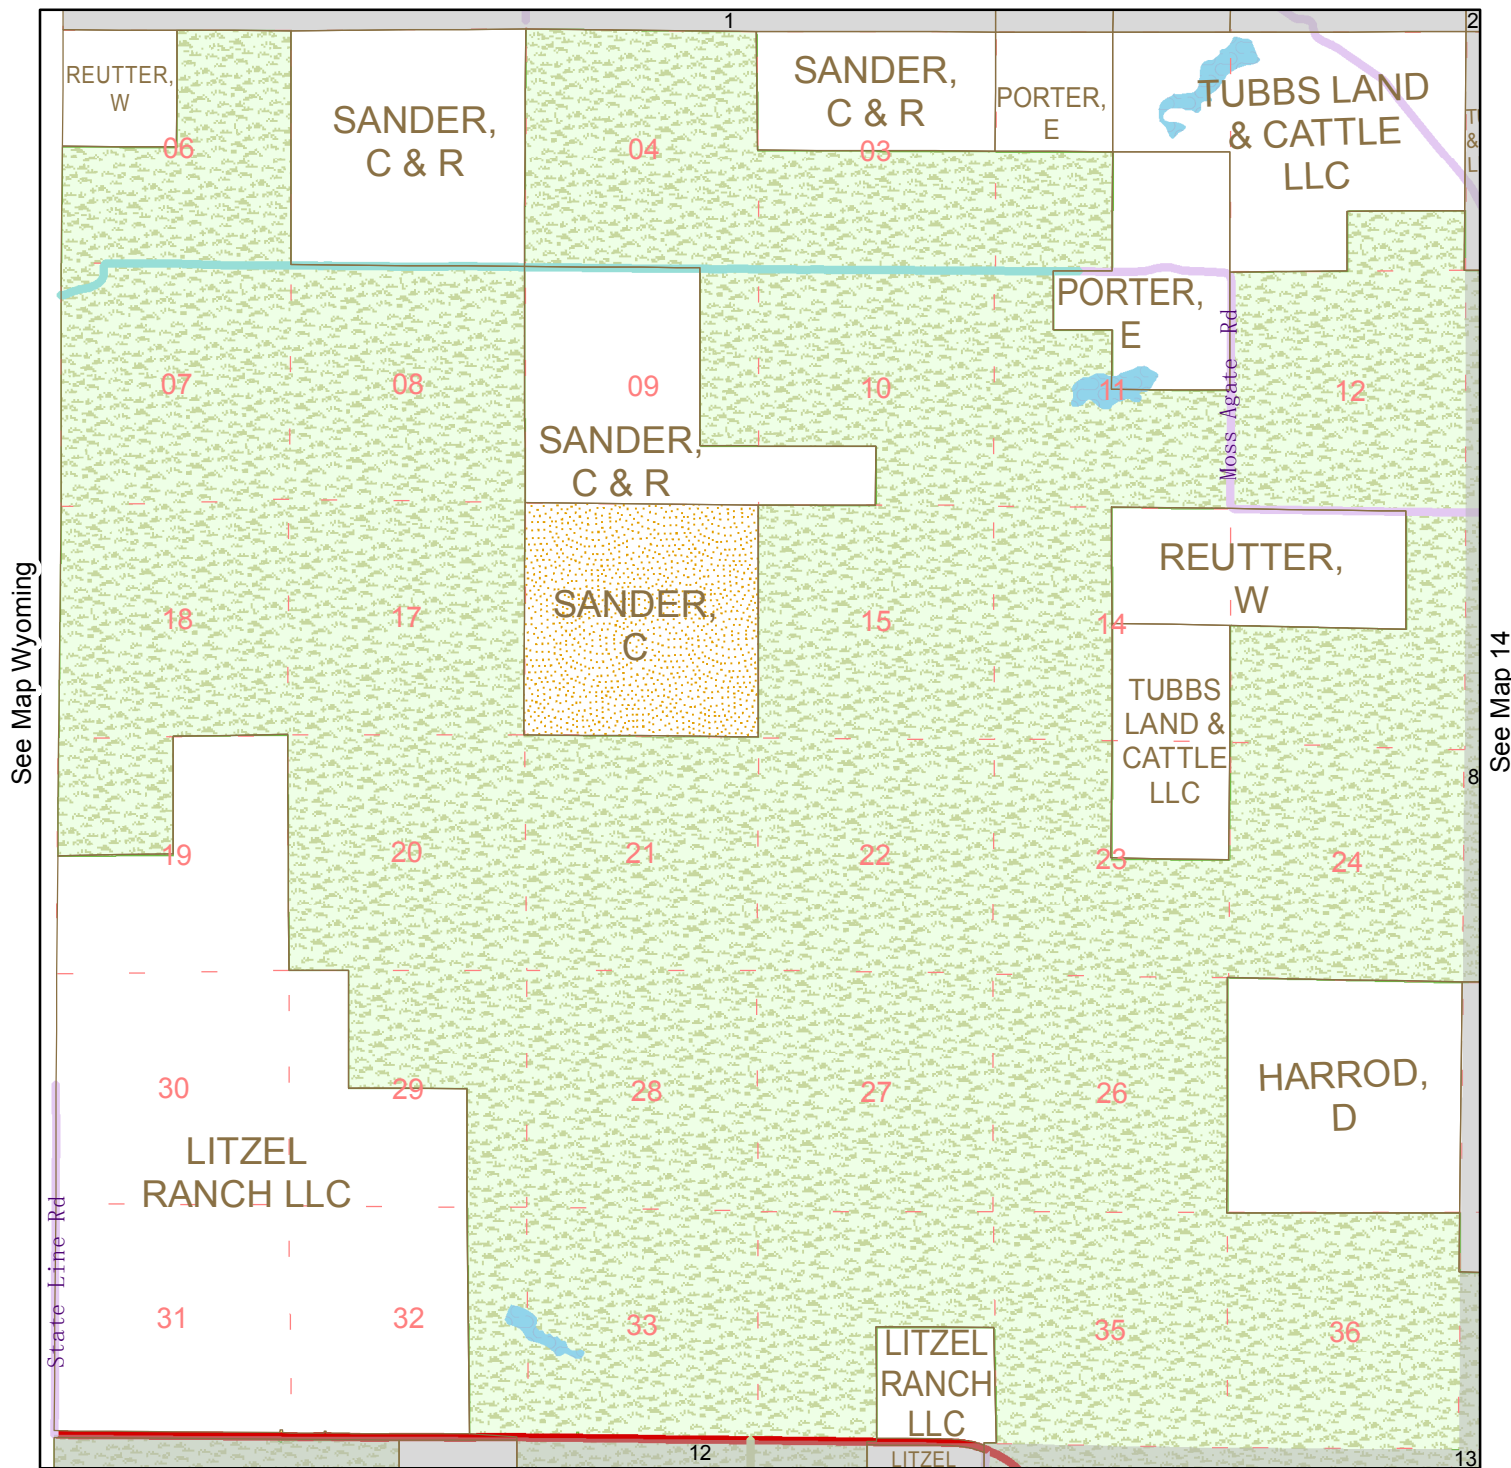 1
2
REUTTER,
W
SANDER,
C & R
SANDER,
C & R
PORTER,
E
TUBBS LAND
& CATTLE
LLC
06
04
03
PORTER,
E
Moss Agate Rd
07
08
09
10
11
12
SANDER,
C & R
See Map Wyoming
SANDER,
C
REUTTER,
W
18
17
15
14
See Map 14
TUBBS
LAND &
CATTLE
LLC
8
19
20
21
22
23
24
30
29
28
27
26
HARROD,
D
LITZEL
RANCH LLC
State Line Rd
31
32
33
35
36
LITZEL
RANCH
LLC
12
LITZEL
13